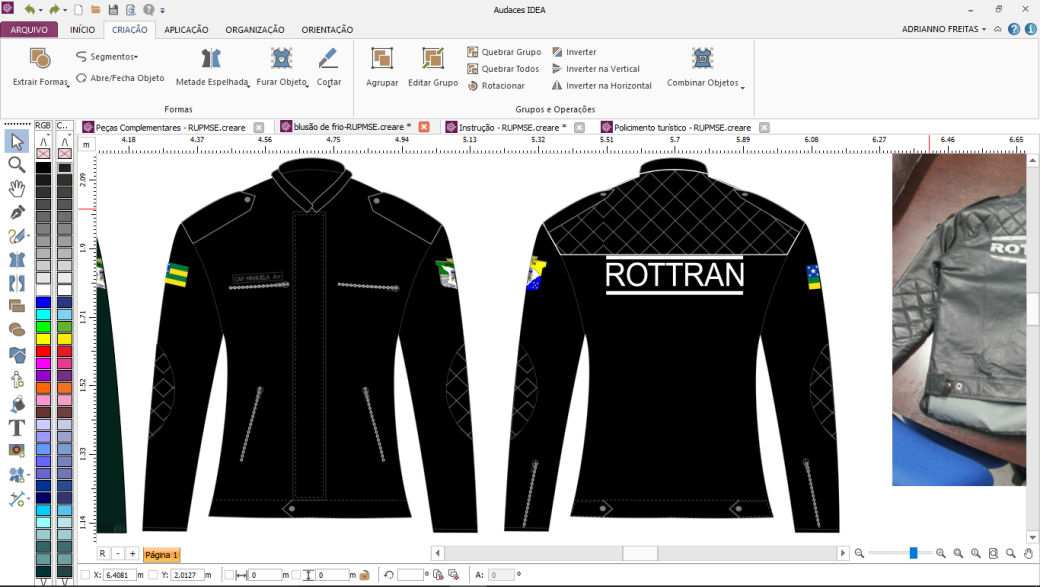 Audaces IDEA
ARQUIVO INÍCIO CRIAÇÃO APLICAÇÃO ORGANIZAÇÃO ORIENTAÇÃO ADRIANNO FREITAS
Extrair Formas
Segmentos
Abre/Fecha Objeto
Metade Espelhada
Furar Objeto
Cortar
Agrupar
Editar Grupo
Quebrar Grupo
Quebrar Todos
Rotacionar
Inverter
Inverter na Vertical
Inverter na Horizontal
Combinar Objetos
Formas
Grupos e Operações
RGB C...
Peças Complementares - RUPMSE.creare
blusão de frio-RUPMSE.creare *
Instrução - RUPMSE.creare *
Policimento turístico - RUPMSE.creare
m 4.18 4.37 4.56 4.75 4.94 5.13 5.32 5.51 5.7 5.89 6.08 6.27 6.46 6.65
2.09
1.9
1.71
1.52
1.33
1.14
CAP MANUELA A+
ROTTRAN
ROT
R - + Página 1
X: 6,4081 m Y: 2,0127 m 0 m 0 m º A: 0 º